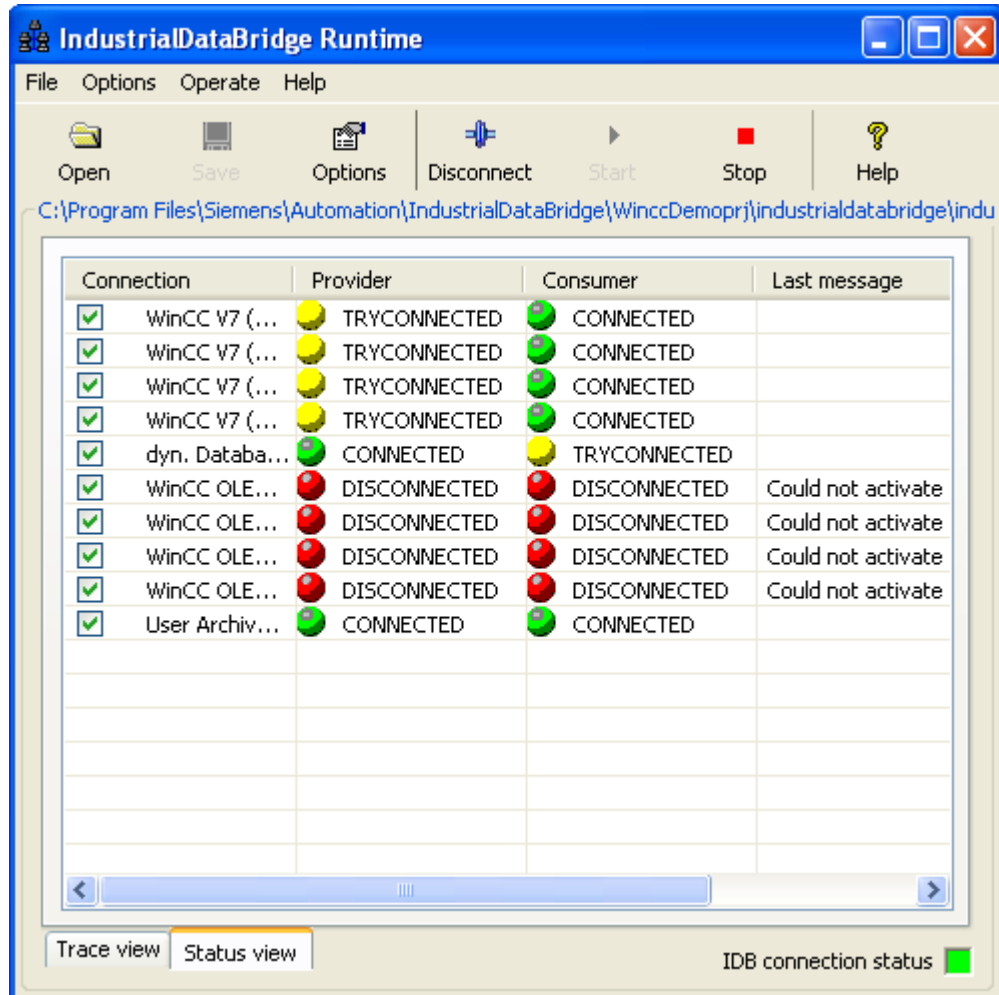 IndustrialDataBridge Runtime
File Options Operate Help
Open Save Options Disconnect Start Stop Help
C:\Program Files\Siemens\Automation\IndustrialDataBridge\WinccDemoprj\industrialdatabridge\indu
Connection Provider Consumer Last message
WinCC V7 (... TRYCONNECTED CONNECTED
WinCC V7 (... TRYCONNECTED CONNECTED
WinCC V7 (... TRYCONNECTED CONNECTED
WinCC V7 (... TRYCONNECTED CONNECTED
dyn. Databa... CONNECTED TRYCONNECTED
WinCC OLE... DISCONNECTED DISCONNECTED Could not activate
WinCC OLE... DISCONNECTED DISCONNECTED Could not activate
WinCC OLE... DISCONNECTED DISCONNECTED Could not activate
WinCC OLE... DISCONNECTED DISCONNECTED Could not activate
User Archiv... CONNECTED CONNECTED
Trace view Status view IDB connection status